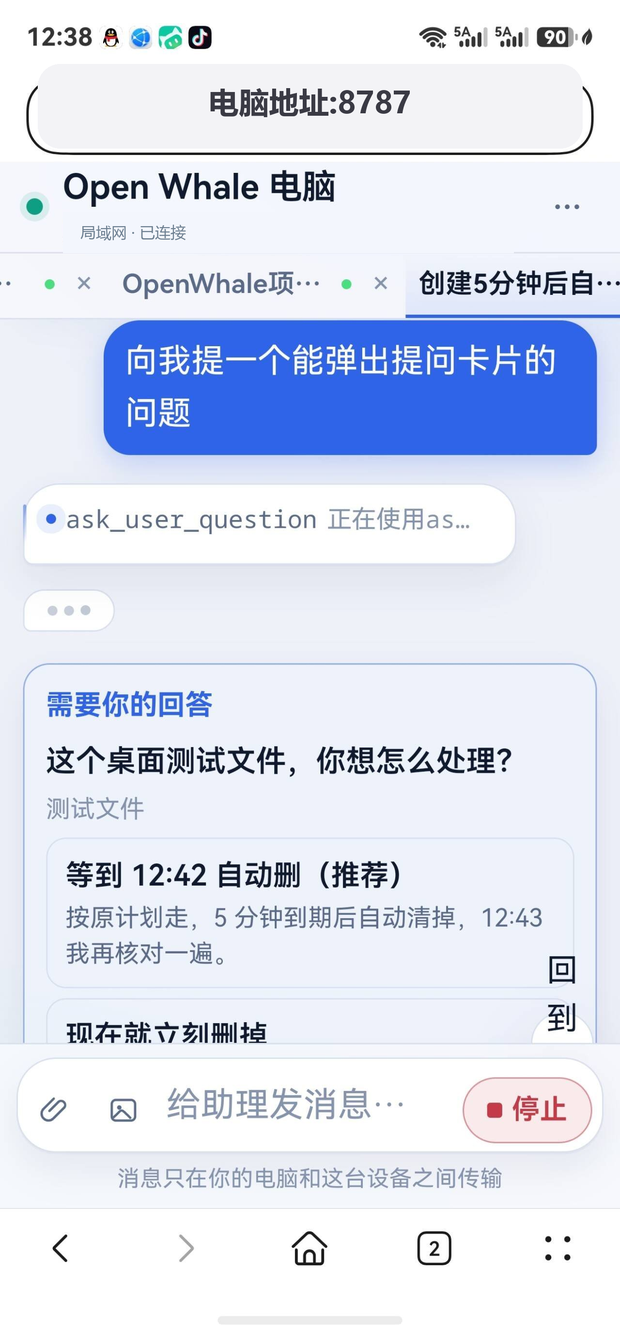 12:38
5A
5A
90
电脑地址:8787
Open Whale 电脑
局域网 · 已连接
OpenWhale项···
创建5分钟后自···
向我提一个能弹出提问卡片的
问题
ask_user_question 正在使用as…
需要你的回答
这个桌面测试文件，你想怎么处理？
测试文件
等到 12:42 自动删（推荐）
按原计划走，5 分钟到期后自动清掉，12:43
我再核对一遍。
现在就立刻删掉
回
到
给助理发消息···
停止
消息只在你的电脑和这台设备之间传输
2